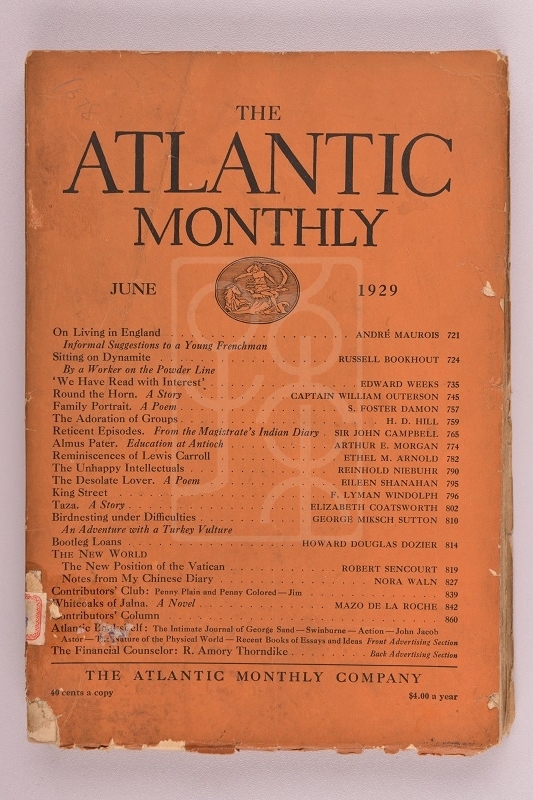 THE
ATLANTIC
MONTHLY
JUNE 1929
On Living in England . . . . . . . . . . . . . . . . ANDRÉ MAUROIS 721
Informal Suggestions to a Young Frenchman
Sitting on Dynamite . . . . . . . . . . . . . . . . RUSSELL BOOKHOUT 724
By a Worker on the Powder Line
'We Have Read with Interest' . . . . . . . . . . . . . EDWARD WEEKS 735
Round the Horn. A Story . . . . . . . . . CAPTAIN WILLIAM OUTERSON 745
Family Portrait. A Poem . . . . . . . . . . . . . . . S. FOSTER DAMON 757
The Adoration of Groups . . . . . . . . . . . . . . . . H. D. HILL 759
Reticent Episodes. From the Magistrate's Indian Diary . SIR JOHN CAMPBELL 765
Almus Pater. Education at Antioch . . . . . . . . . ARTHUR E. MORGAN 774
Reminiscences of Lewis Carroll . . . . . . . . . . . ETHEL M. ARNOLD 782
The Unhappy Intellectuals . . . . . . . . . . . . . REINHOLD NIEBUHR 790
The Desolate Lover. A Poem . . . . . . . . . . . . . EILEEN SHANAHAN 795
King Street . . . . . . . . . . . . . . . . . . . F. LYMAN WINDOLPH 796
Taza. A Story . . . . . . . . . . . . . . . . . ELIZABETH COATSWORTH 802
Birdnesting under Difficulties . . . . . . . . . GEORGE MIKSCH SUTTON 810
An Adventure with a Turkey Vulture
Bootleg Loans . . . . . . . . . . . . . . . . HOWARD DOUGLAS DOZIER 814
THE NEW WORLD
The New Position of the Vatican . . . . . . . . . . ROBERT SENCOURT 819
Notes from My Chinese Diary . . . . . . . . . . . . . . NORA WALN 827
Contributors' Club: Penny Plain and Penny Colored — Jim . . . . . . . 839
Whiteoaks of Jalna. A Novel . . . . . . . . . . . . MAZO DE LA ROCHE 842
Contributors' Column . . . . . . . . . . . . . . . . . . . . . . 860
Atlantic Bookshelf: The Intimate Journal of George Sand — Swinburne — Action — John Jacob
Astor — The Nature of the Physical World — Recent Books of Essays and Ideas Front Advertising Section
The Financial Counselor: R. Amory Thorndike . . . . . . . . . Back Advertising Section
THE ATLANTIC MONTHLY COMPANY
40 cents a copy $4.00 a year